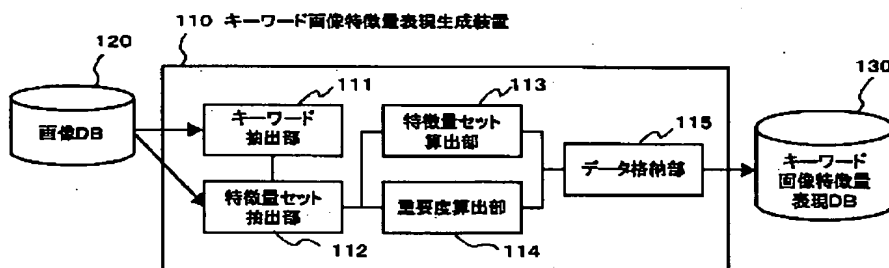 110 キーワード画像特徴量表現生成装置
120
画像DB
111
キーワード
抽出部
特徴量セット
抽出部
112
113
特徴量セット
算出部
重要度算出部
114
115
データ格納部
130
キーワード
画像特徴量
表現DB